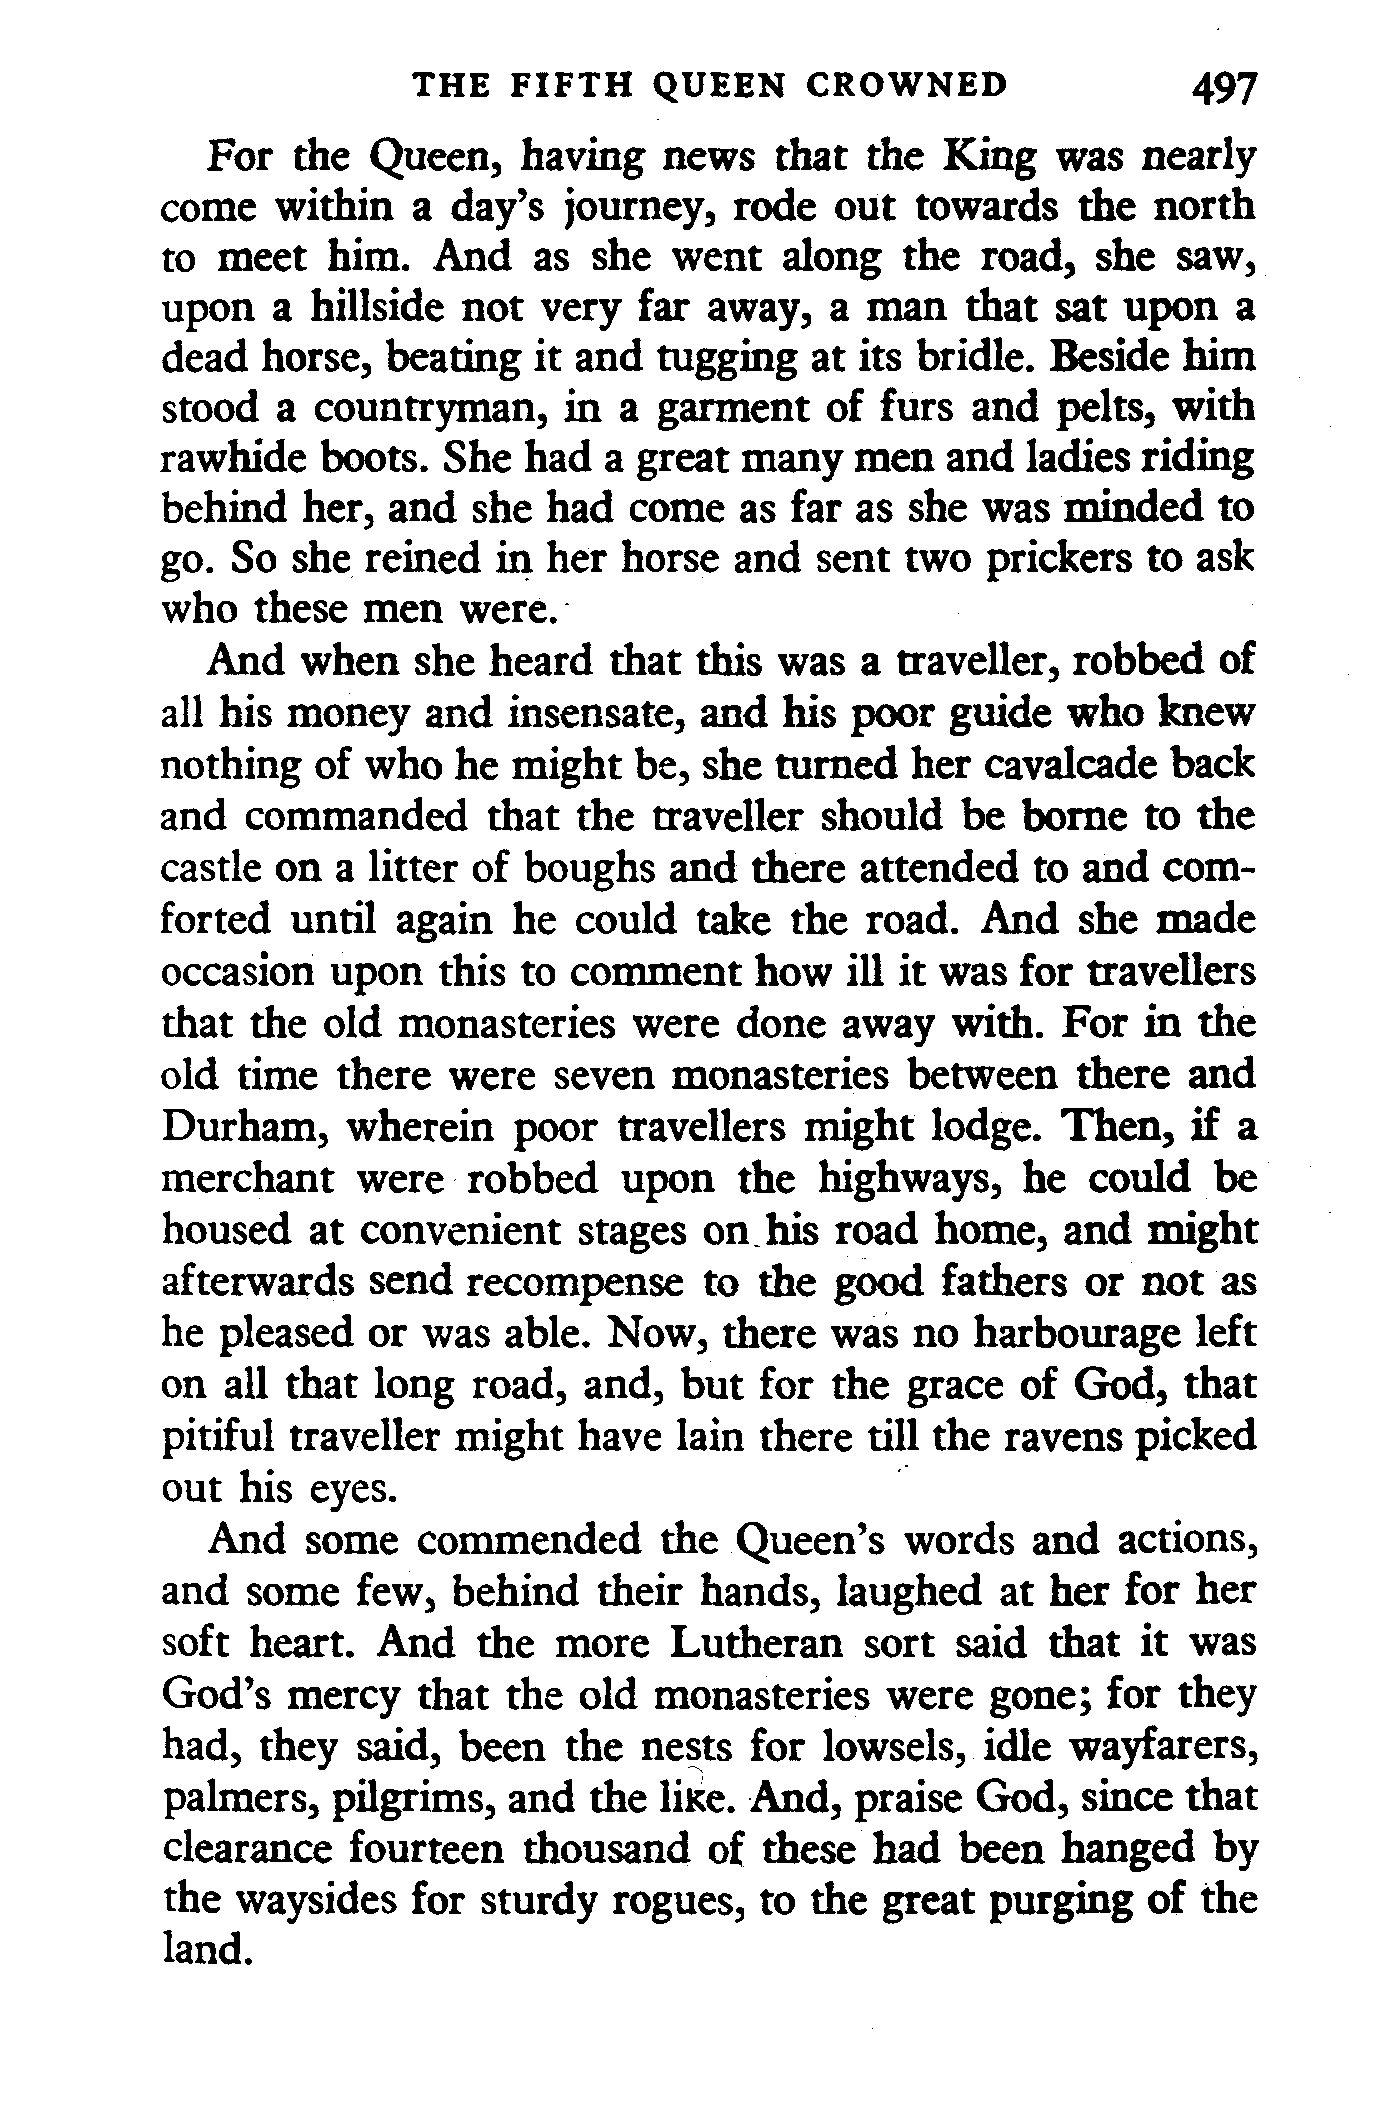 THE FIFTH QUEEN CROWNED 497
For the Queen, having news that the King was nearly
come within a day's journey, rode out towards the north
to meet him. And as she went along the road, she saw,
upon a hillside not very far away, a man that sat upon a
dead horse, beating it and tugging at its bridle. Beside him
stood a countryman, in a garment of furs and pelts, with
rawhide boots. She had a great many men and ladies riding
behind her, and she had come as far as she was minded to
go. So she reined in her horse and sent two prickers to ask
who these men were.
And when she heard that this was a traveller, robbed of
all his money and insensate, and his poor guide who knew
nothing of who he might be, she turned her cavalcade back
and commanded that the traveller should be borne to the
castle on a litter of boughs and there attended to and com-
forted until again he could take the road. And she made
occasion upon this to comment how ill it was for travellers
that the old monasteries were done away with. For in the
old time there were seven monasteries between there and
Durham, wherein poor travellers might lodge. Then, if a
merchant were robbed upon the highways, he could be
housed at convenient stages on his road home, and might
afterwards send recompense to the good fathers or not as
he pleased or was able. Now, there was no harbourage left
on all that long road, and, but for the grace of God, that
pitiful traveller might have lain there till the ravens picked
out his eyes.
And some commended the Queen's words and actions,
and some few, behind their hands, laughed at her for her
soft heart. And the more Lutheran sort said that it was
God's mercy that the old monasteries were gone; for they
had, they said, been the nests for lowsels, idle wayfarers,
palmers, pilgrims, and the like. And, praise God, since that
clearance fourteen thousand of these had been hanged by
the waysides for sturdy rogues, to the great purging of the
land.